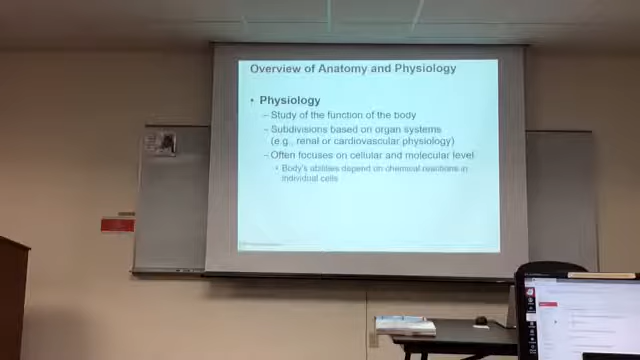 Overview of Anatomy and Physiology
• Physiology
– Study of the function of the body
– Subdivisions based on organ systems
(e.g., renal or cardiovascular physiology)
– Often focuses on cellular and molecular level
• Body's abilities depend on chemical reactions in
individual cells